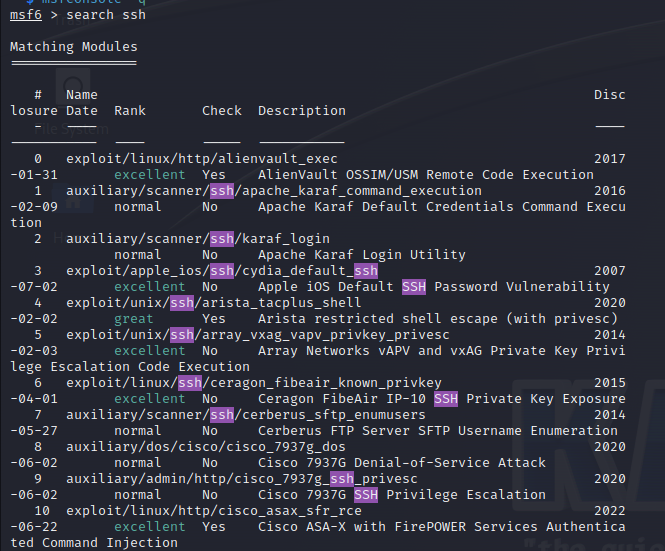 $ msfconsole -q
msf6 > search ssh
Matching Modules
================
# Name Disc
losure Date Rank Check Description
- ---- ----
----------- ---- ----- -----------
0 exploit/linux/http/alienvault_exec 2017
-01-31 excellent Yes AlienVault OSSIM/USM Remote Code Execution
1 auxiliary/scanner/ssh/apache_karaf_command_execution 2016
-02-09 normal No Apache Karaf Default Credentials Command Execu
tion
2 auxiliary/scanner/ssh/karaf_login
normal No Apache Karaf Login Utility
3 exploit/apple_ios/ssh/cydia_default_ssh 2007
-07-02 excellent No Apple iOS Default SSH Password Vulnerability
4 exploit/unix/ssh/arista_tacplus_shell 2020
-02-02 great Yes Arista restricted shell escape (with privesc)
5 exploit/unix/ssh/array_vxag_vapv_privkey_privesc 2014
-02-03 excellent No Array Networks vAPV and vxAG Private Key Privi
lege Escalation Code Execution
6 exploit/linux/ssh/ceragon_fibeair_known_privkey 2015
-04-01 excellent No Ceragon FibeAir IP-10 SSH Private Key Exposure
7 auxiliary/scanner/ssh/cerberus_sftp_enumusers 2014
-05-27 normal No Cerberus FTP Server SFTP Username Enumeration
8 auxiliary/dos/cisco/cisco_7937g_dos 2020
-06-02 normal No Cisco 7937G Denial-of-Service Attack
9 auxiliary/admin/http/cisco_7937g_ssh_privesc 2020
-06-02 normal No Cisco 7937G SSH Privilege Escalation
10 exploit/linux/http/cisco_asax_sfr_rce 2022
-06-22 excellent Yes Cisco ASA-X with FirePOWER Services Authentica
ted Command Injection